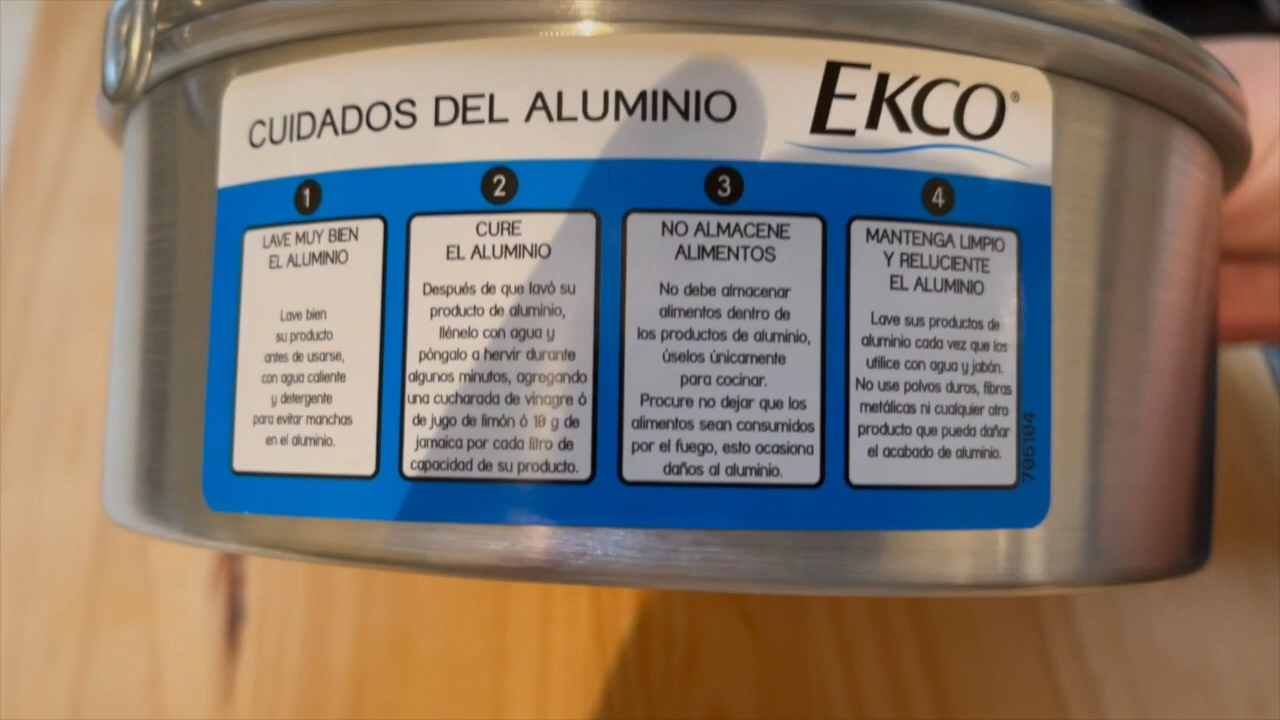 CUIDADOS DEL ALUMINIO
EKCO®
1
LAVE MUY BIEN
EL ALUMINIO
Lave bien
su producto
antes de usarse,
con agua caliente
y detergente
para evitar manchas
en el aluminio.
2
CURE
EL ALUMINIO
Después de que lavó su
producto de aluminio,
llénelo con agua y
póngalo a hervir durante
algunos minutos, agregando
una cucharada de vinagre ó
de jugo de limón ó 10 g de
jamaica por cada litro de
capacidad de su producto.
3
NO ALMACENE
ALIMENTOS
No debe almacenar
alimentos dentro de
los productos de aluminio,
úselos únicamente
para cocinar.
Procure no dejar que los
alimentos sean consumidos
por el fuego, esto ocasiona
daños al aluminio.
4
MANTENGA LIMPIO
Y RELUCIENTE
EL ALUMINIO
Lave sus productos de
aluminio cada vez que los
utilice con agua y jabón.
No use polvos duros, fibras
metálicas ni cualquier otro
producto que pueda dañar
el acabado de aluminio.
705104